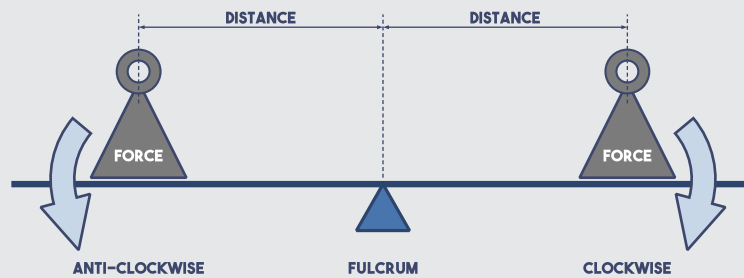 DISTANCE DISTANCE
FORCE FORCE
ANTI-CLOCKWISE FULCRUM CLOCKWISE